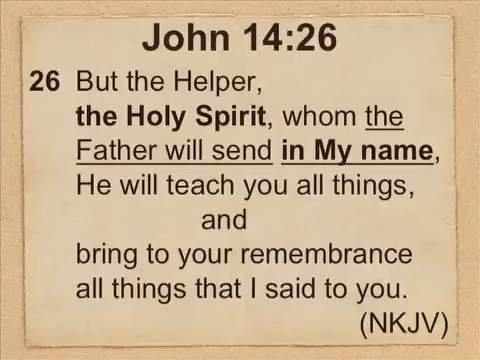 John 14:26
26 But the Helper,
the Holy Spirit, whom the
Father will send in My name,
He will teach you all things,
and
bring to your remembrance
all things that I said to you.
(NKJV)